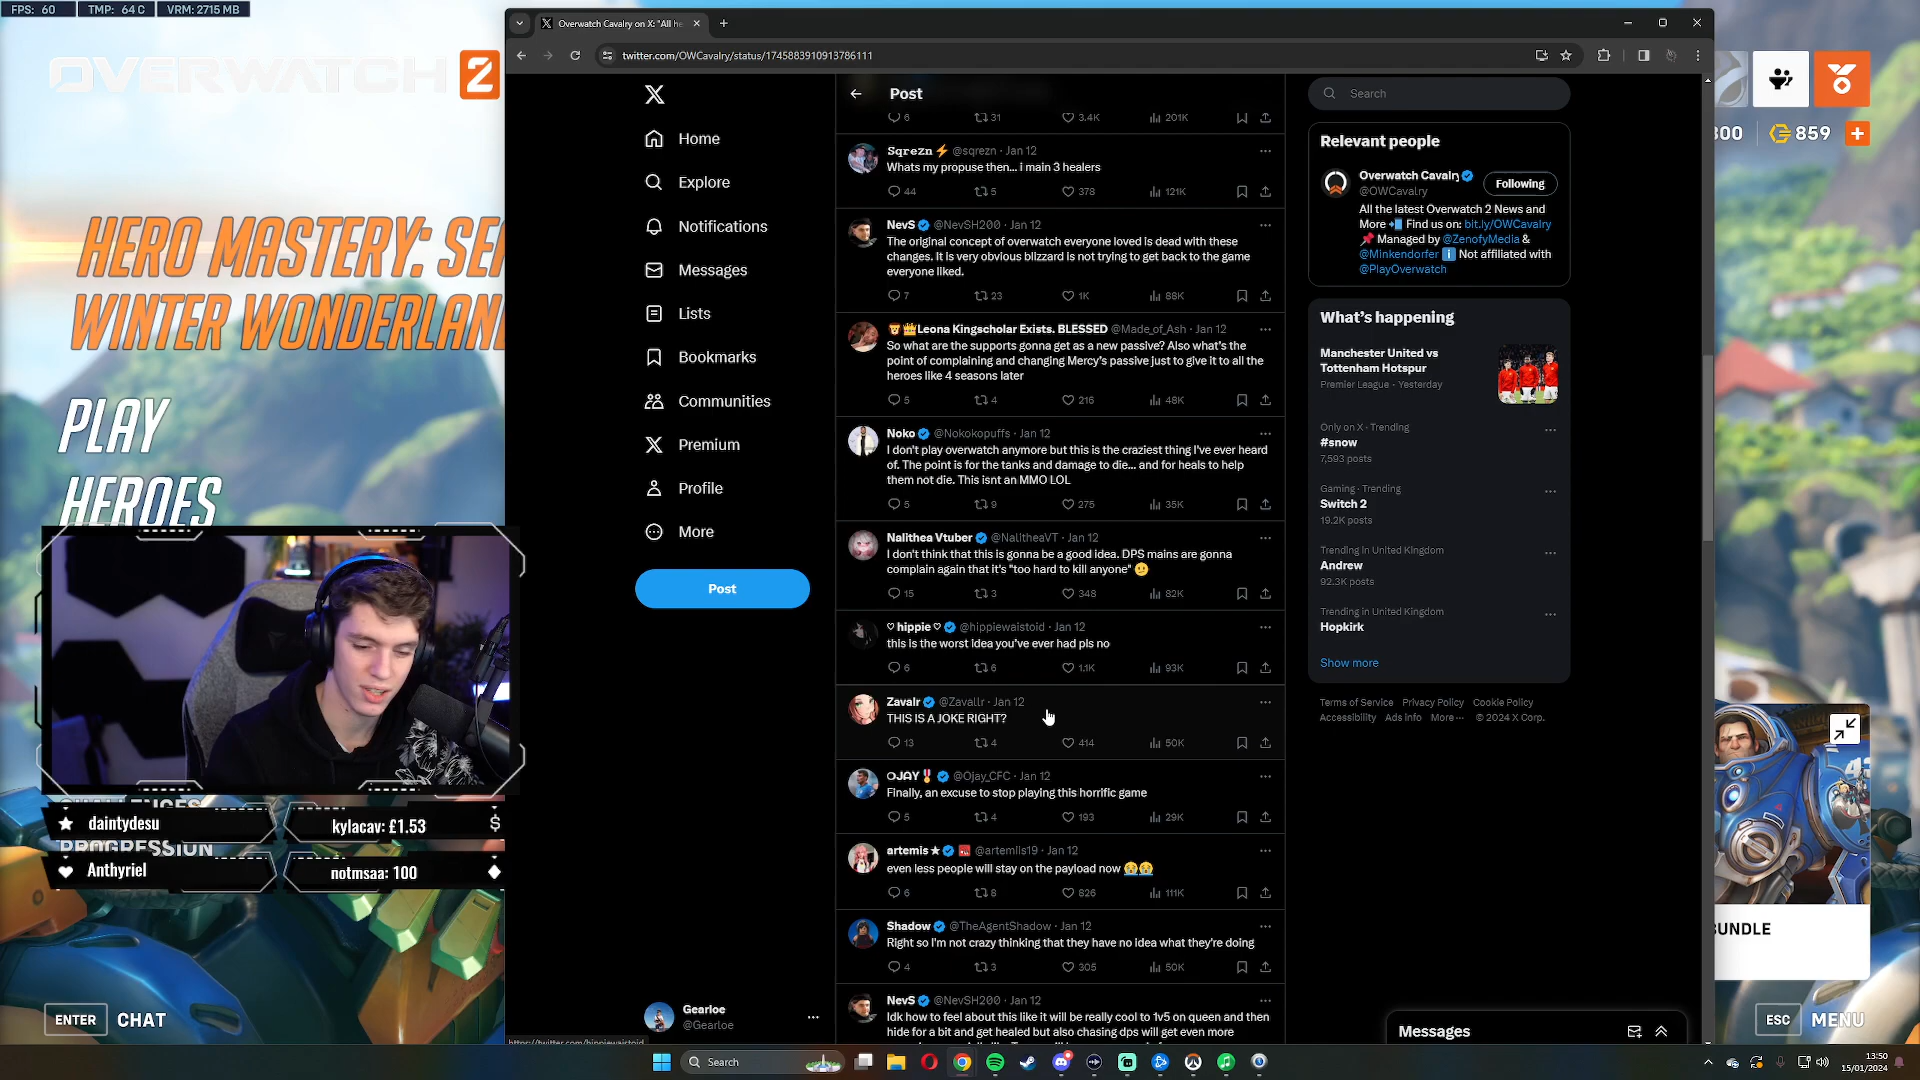 FPS: 60 TMP: 64 C VRM: 2715 MB
OVERWATCH 2
HERO MASTERY:
WINTER WONDERLAN
PLAY
HEROES
CHALLENGES
PROGRESSION
daintydesu
kylacav: £1.53
Anthyriel
notmsaa: 100
ENTER CHAT
Overwatch Cavalry on X: "All he
twitter.com/OWCavalry/status/1745883910913786111
Home
Explore
Notifications
Messages
Lists
Bookmarks
Communities
Premium
Profile
More
Post
Gearloe
@Gearloe
https://twitter.com/hippiewaistoid
Post
6 31 3.4K 201K
Sqrezn⚡ @sqrezn · Jan 12
Whats my propuse then... i main 3 healers
44 5 378 121K
NevS @NevSH200 · Jan 12
The original concept of overwatch everyone loved is dead with these
changes. It is very obvious blizzard is not trying to get back to the game
everyone liked.
7 23 1K 88K
🦁👑Leona Kingscholar Exists. BLESSED @Made_of_Ash · Jan 12
So what are the supports gonna get as a new passive? Also what's the
point of complaining and changing Mercy's passive just to give it to all the
heroes like 4 seasons later
5 4 216 48K
Noko @Nokokopuffs · Jan 12
I don't play overwatch anymore but this is the craziest thing I've ever heard
of. The point is for the tanks and damage to die... and for heals to help
them not die. This isnt an MMO LOL
5 9 275 35K
Nalithea Vtuber @NalitheaVT · Jan 12
I don't think that this is gonna be a good idea. DPS mains are gonna
complain again that it's "too hard to kill anyone" 🫤
15 3 348 82K
♡ hippie ♡ @hippiewaistoid · Jan 12
this is the worst idea you've ever had pls no
6 6 1.1K 93K
Zavalr @Zavallr · Jan 12
THIS IS A JOKE RIGHT?
13 4 414 50K
OJAY🎖 @Ojay_CFC · Jan 12
Finally, an excuse to stop playing this horrific game
5 4 193 29K
artemis★ @artemiis19 · Jan 12
even less people will stay on the payload now 😭😭
6 8 826 111K
Shadow @TheAgentShadow · Jan 12
Right so I'm not crazy thinking that they have no idea what they're doing
4 3 305 50K
NevS @NevSH200 · Jan 12
Idk how to feel about this like it will be really cool to 1v5 on queen and then
hide for a bit and get healed but also chasing dps will get even more
Search
Relevant people
Overwatch Cavalry
@OWCavalry
Following
All the latest Overwatch 2 News and
More 📲 Find us on: bit.ly/OWCavalry
📌 Managed by @ZenofyMedia &
@Minkendorfer ℹ️ Not affiliated with
@PlayOverwatch
What's happening
Manchester United vs
Tottenham Hotspur
Premier League · Yesterday
Only on X · Trending
#snow
7,593 posts
Gaming · Trending
Switch 2
19.2K posts
Trending in United Kingdom
Andrew
92.3K posts
Trending in United Kingdom
Hopkirk
Show more
Terms of Service Privacy Policy Cookie Policy
Accessibility Ads info More ··· © 2024 X Corp.
Messages
859
BUNDLE
ESC MENU
Search
13:50
15/01/2024